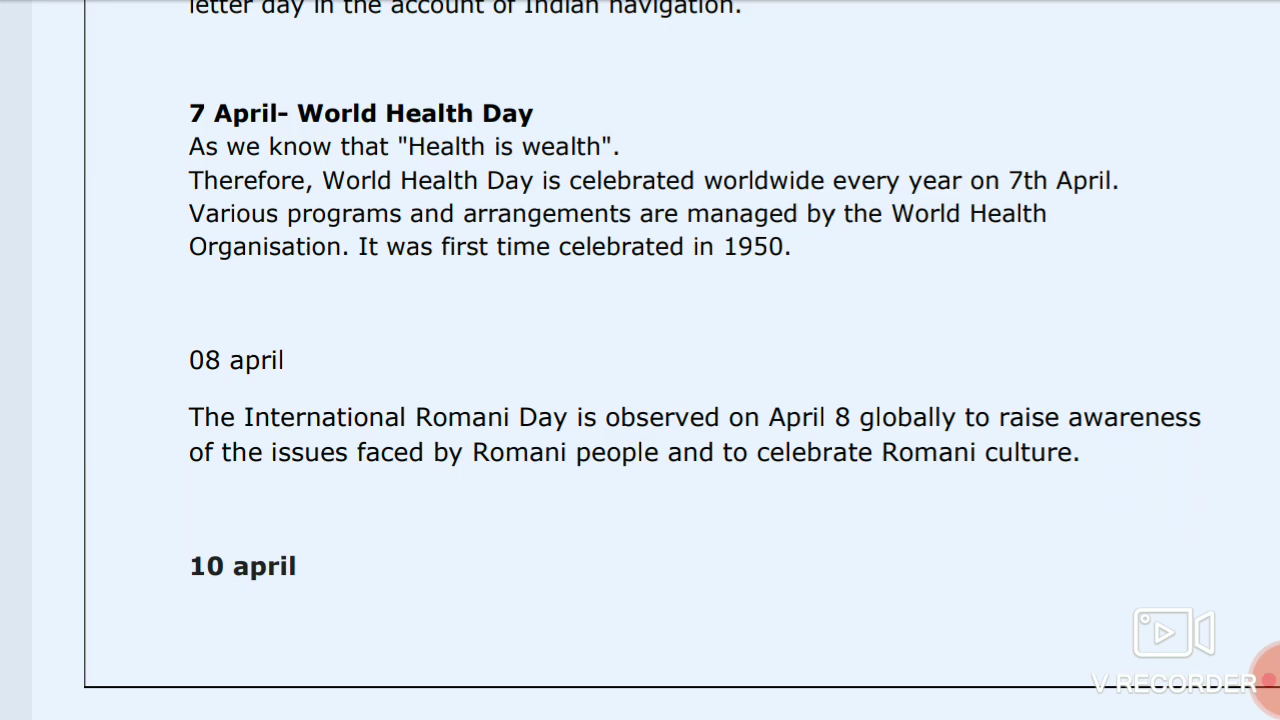 letter day in the account of Indian navigation.
7 April- World Health Day
As we know that "Health is wealth".
Therefore, World Health Day is celebrated worldwide every year on 7th April.
Various programs and arrangements are managed by the World Health
Organisation. It was first time celebrated in 1950.
08 april
The International Romani Day is observed on April 8 globally to raise awareness
of the issues faced by Romani people and to celebrate Romani culture.
10 april
V RECORDER